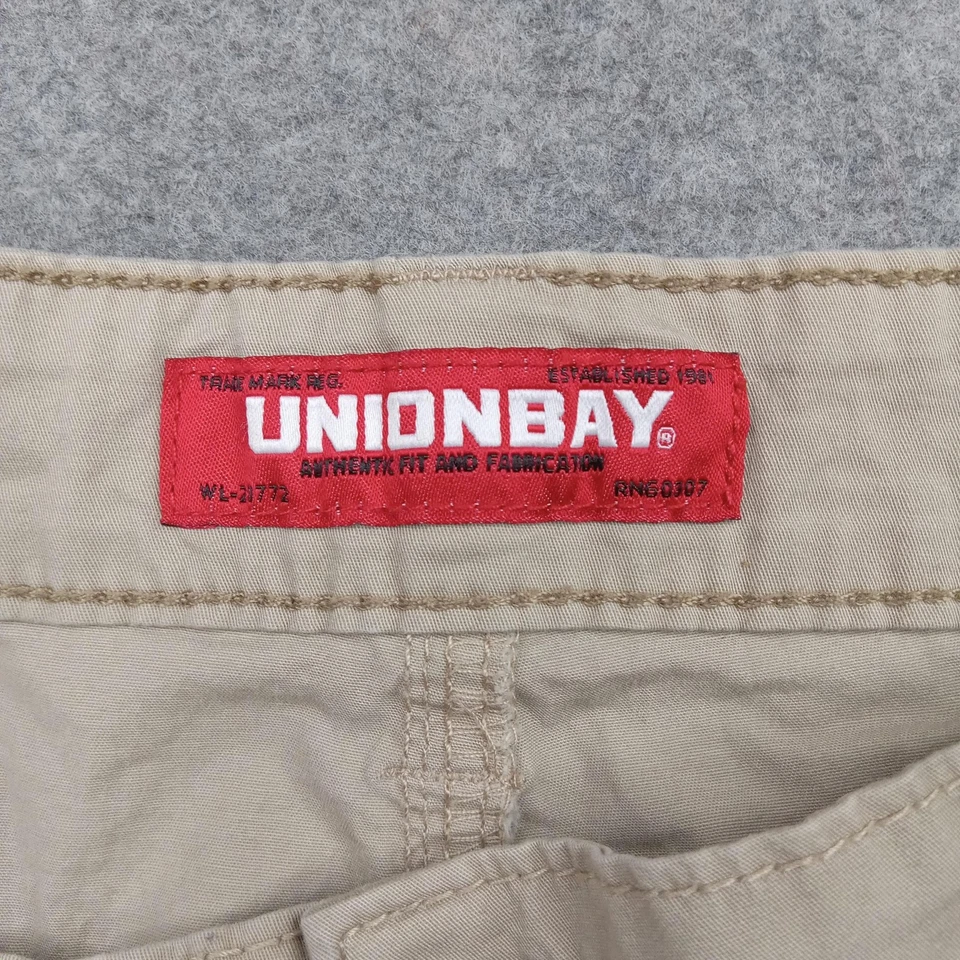 TRADE MARK REG. ESTABLISHED 1981
UNIONBAY®
AUTHENTIC FIT AND FABRICATION
WL-21772 RN60307